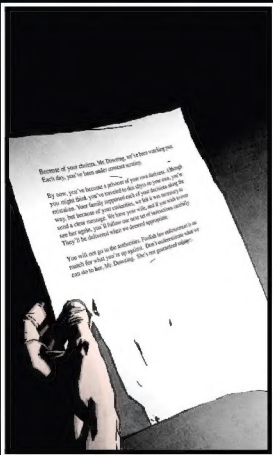 Because of your choices, Mr. Downing, we've been watching you.
Each day, you've been under constant scrutiny.
By now, you've become a prisoner of your own decisions. Although
you might think you've traveled to this abyss on your own, you're
mistaken. Your family supported each of your decisions along the
way, but because of your curiosities, we felt it was necessary to
send a clear message. We have your wife, and if you wish to ever
see her again, you'll follow our next set of instructions carefully.
They'll be delivered when we deemed appropriate.
You will not go to the authorities. Foolish law enforcement is no
match for what you're up against. Don't underestimate what we
can do to her, Mr. Downing. She's not guaranteed